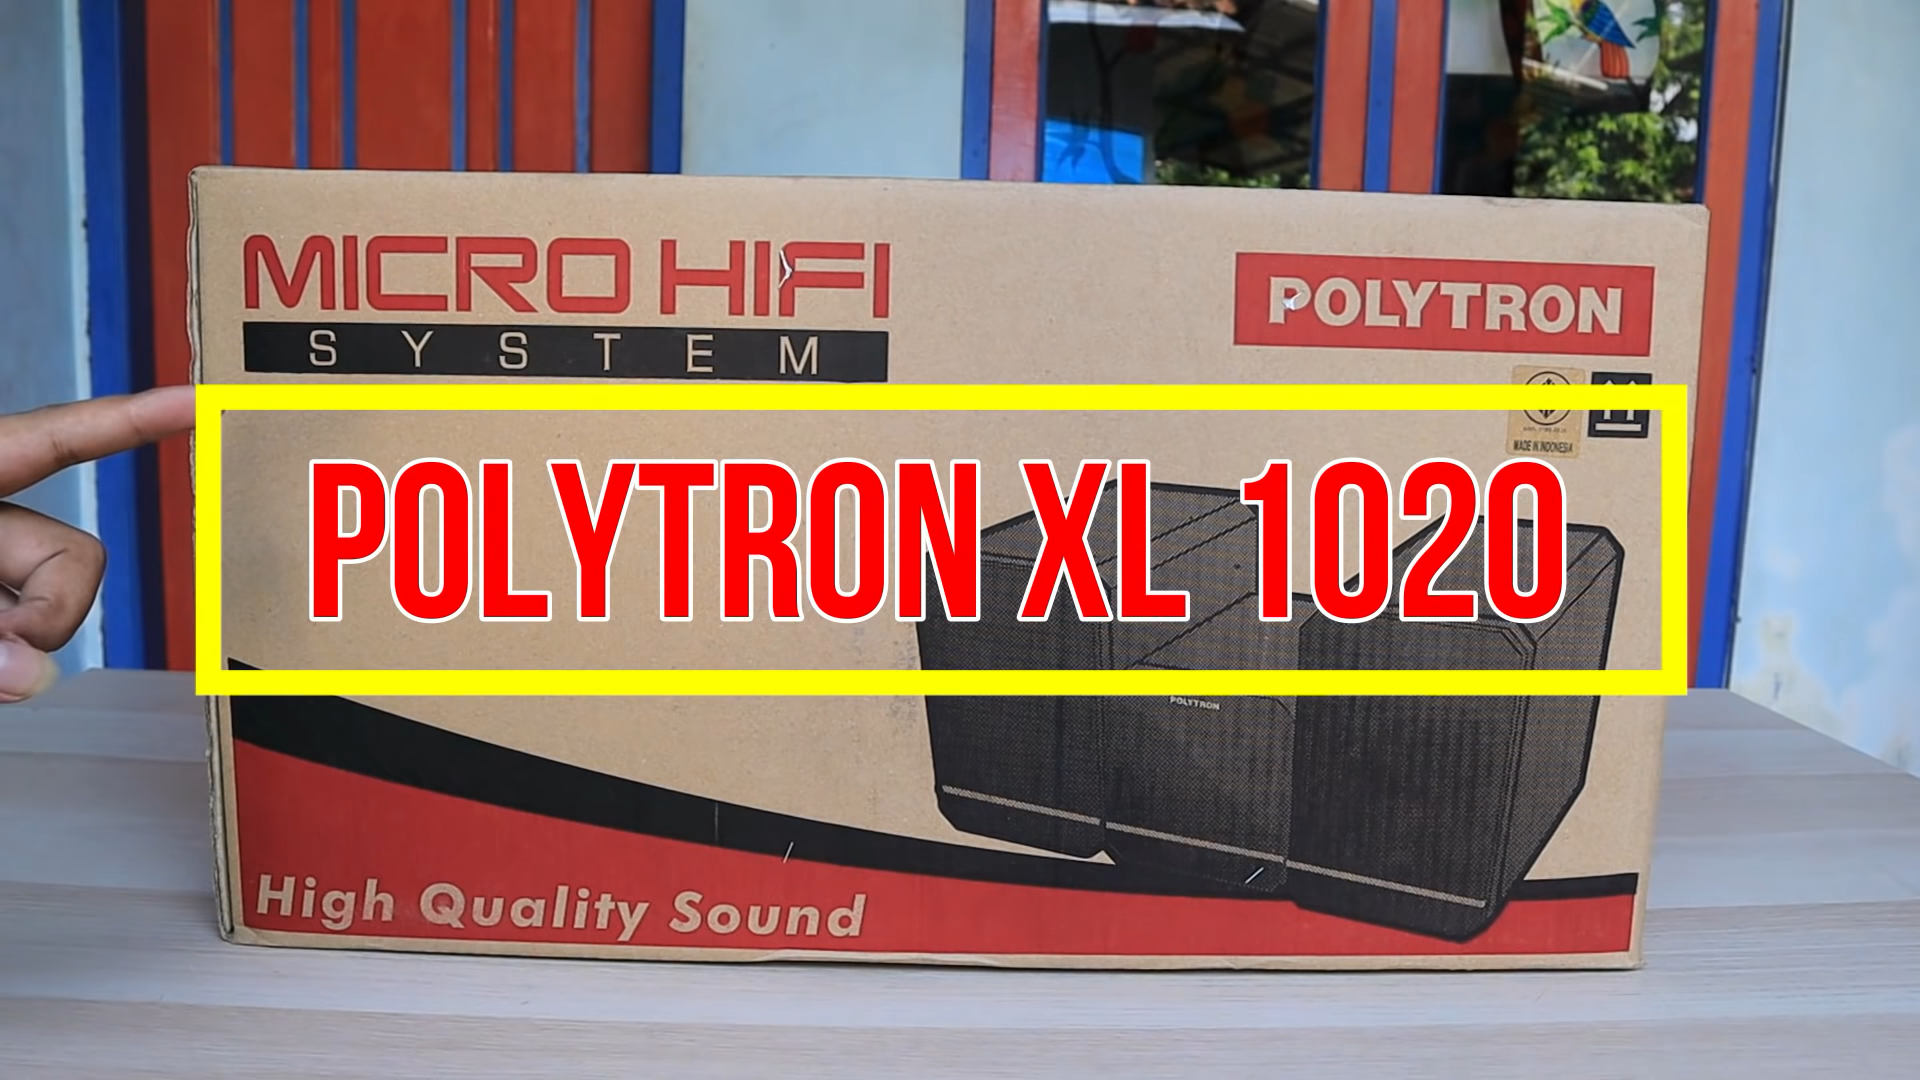 MICRO HIFI
SYSTEM
POLYTRON
MADE IN INDONESIA
POLYTRON XL 1020
POLYTRON
High Quality Sound